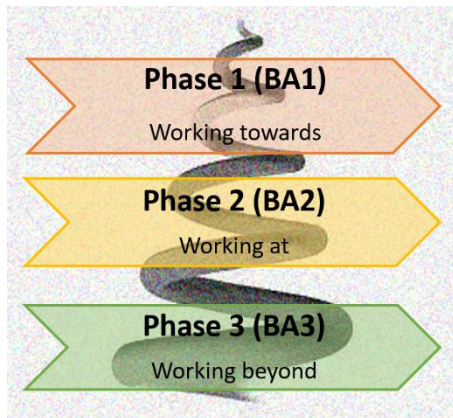 Phase 1 (BA1)
Working towards
Phase 2 (BA2)
Working at
Phase 3 (BA3)
Working beyond